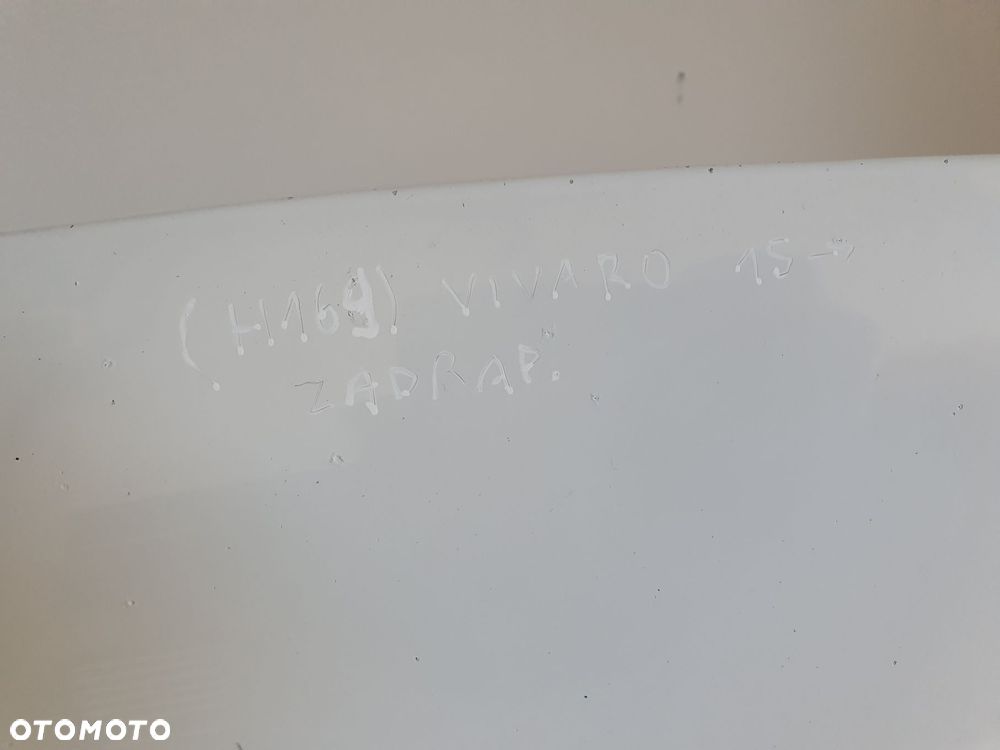 (H169) VIVARO 15→
ZADRAP.
OTOMOTO